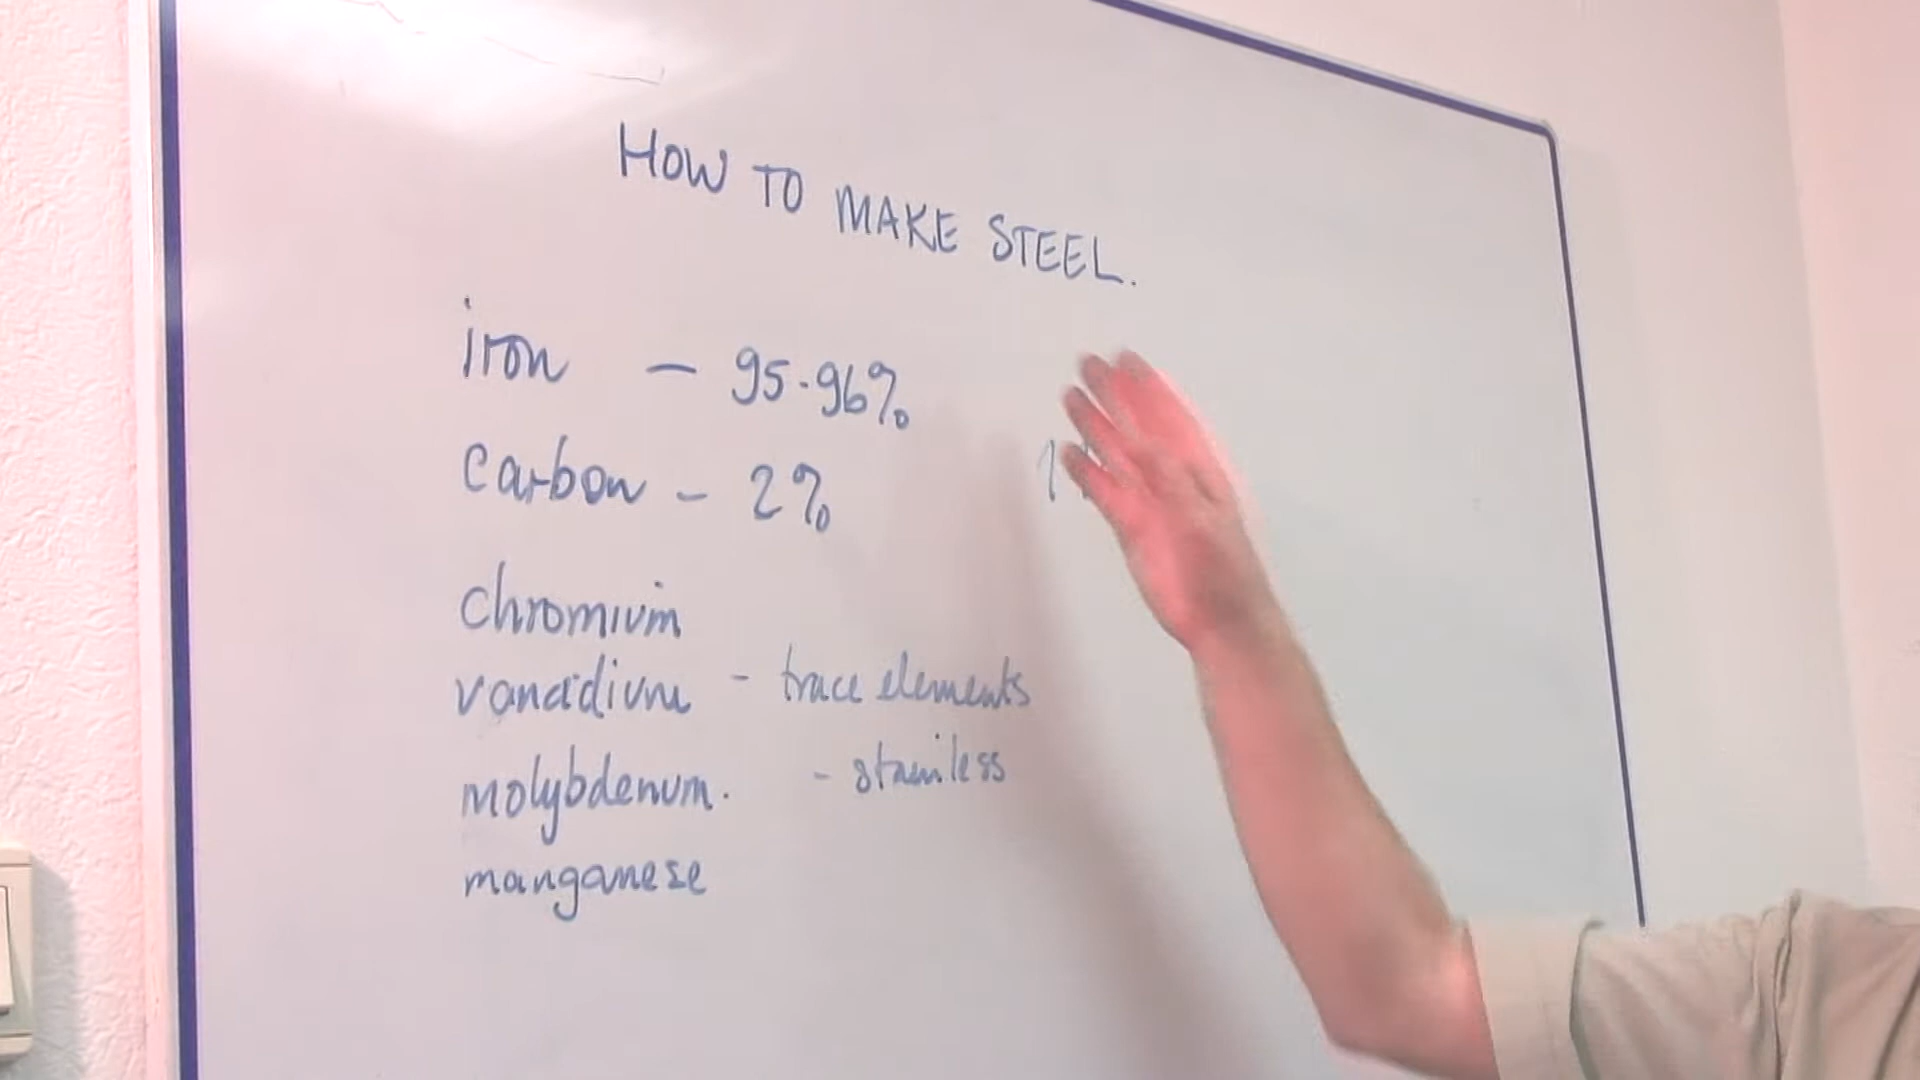 HOW TO MAKE STEEL.
iron - 95-96%
carbon - 2%
chromium
vanadium - trace elements
molybdenum. - stainless
manganese